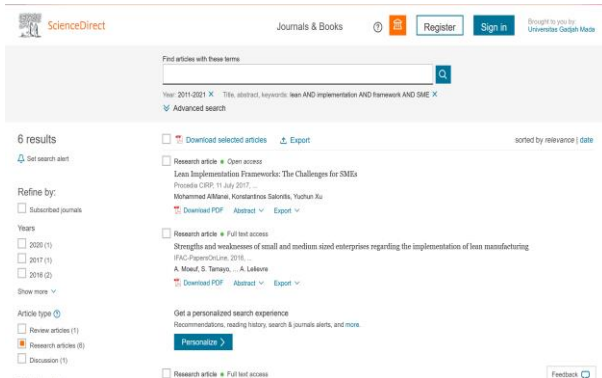 ScienceDirect
Journals & Books
Register
Sign in
Brought to you by
Universitas Gadjah Mada
Find articles with these terms
Year: 2011-2021 X Title, abstract, keywords: lean AND implementation AND framework AND SME X
Advanced search
6 results
Set search alert
Refine by:
Subscribed journals
Years
2020 (1)
2017 (1)
2016 (2)
Show more
Article type
Review articles (1)
Research articles (6)
Discussion (1)
Download selected articles Export
sorted by relevance | date
Research article Open access
Lean Implementation Frameworks: The Challenges for SMEs
Procedia CIRP, 11 July 2017, ...
Mohammed AlManei, Konstantinos Salonitis, Yuchun Xu
Download PDF Abstract Export
Research article Full text access
Strengths and weaknesses of small and medium sized enterprises regarding the implementation of lean manufacturing
IFAC-PapersOnLine, 2016, ...
A. Moeuf, S. Tamayo, ... A. Lelievre
Download PDF Abstract Export
Get a personalized search experience
Recommendations, reading history, search & journals alerts, and more.
Personalize
Research article Full text access
Feedback